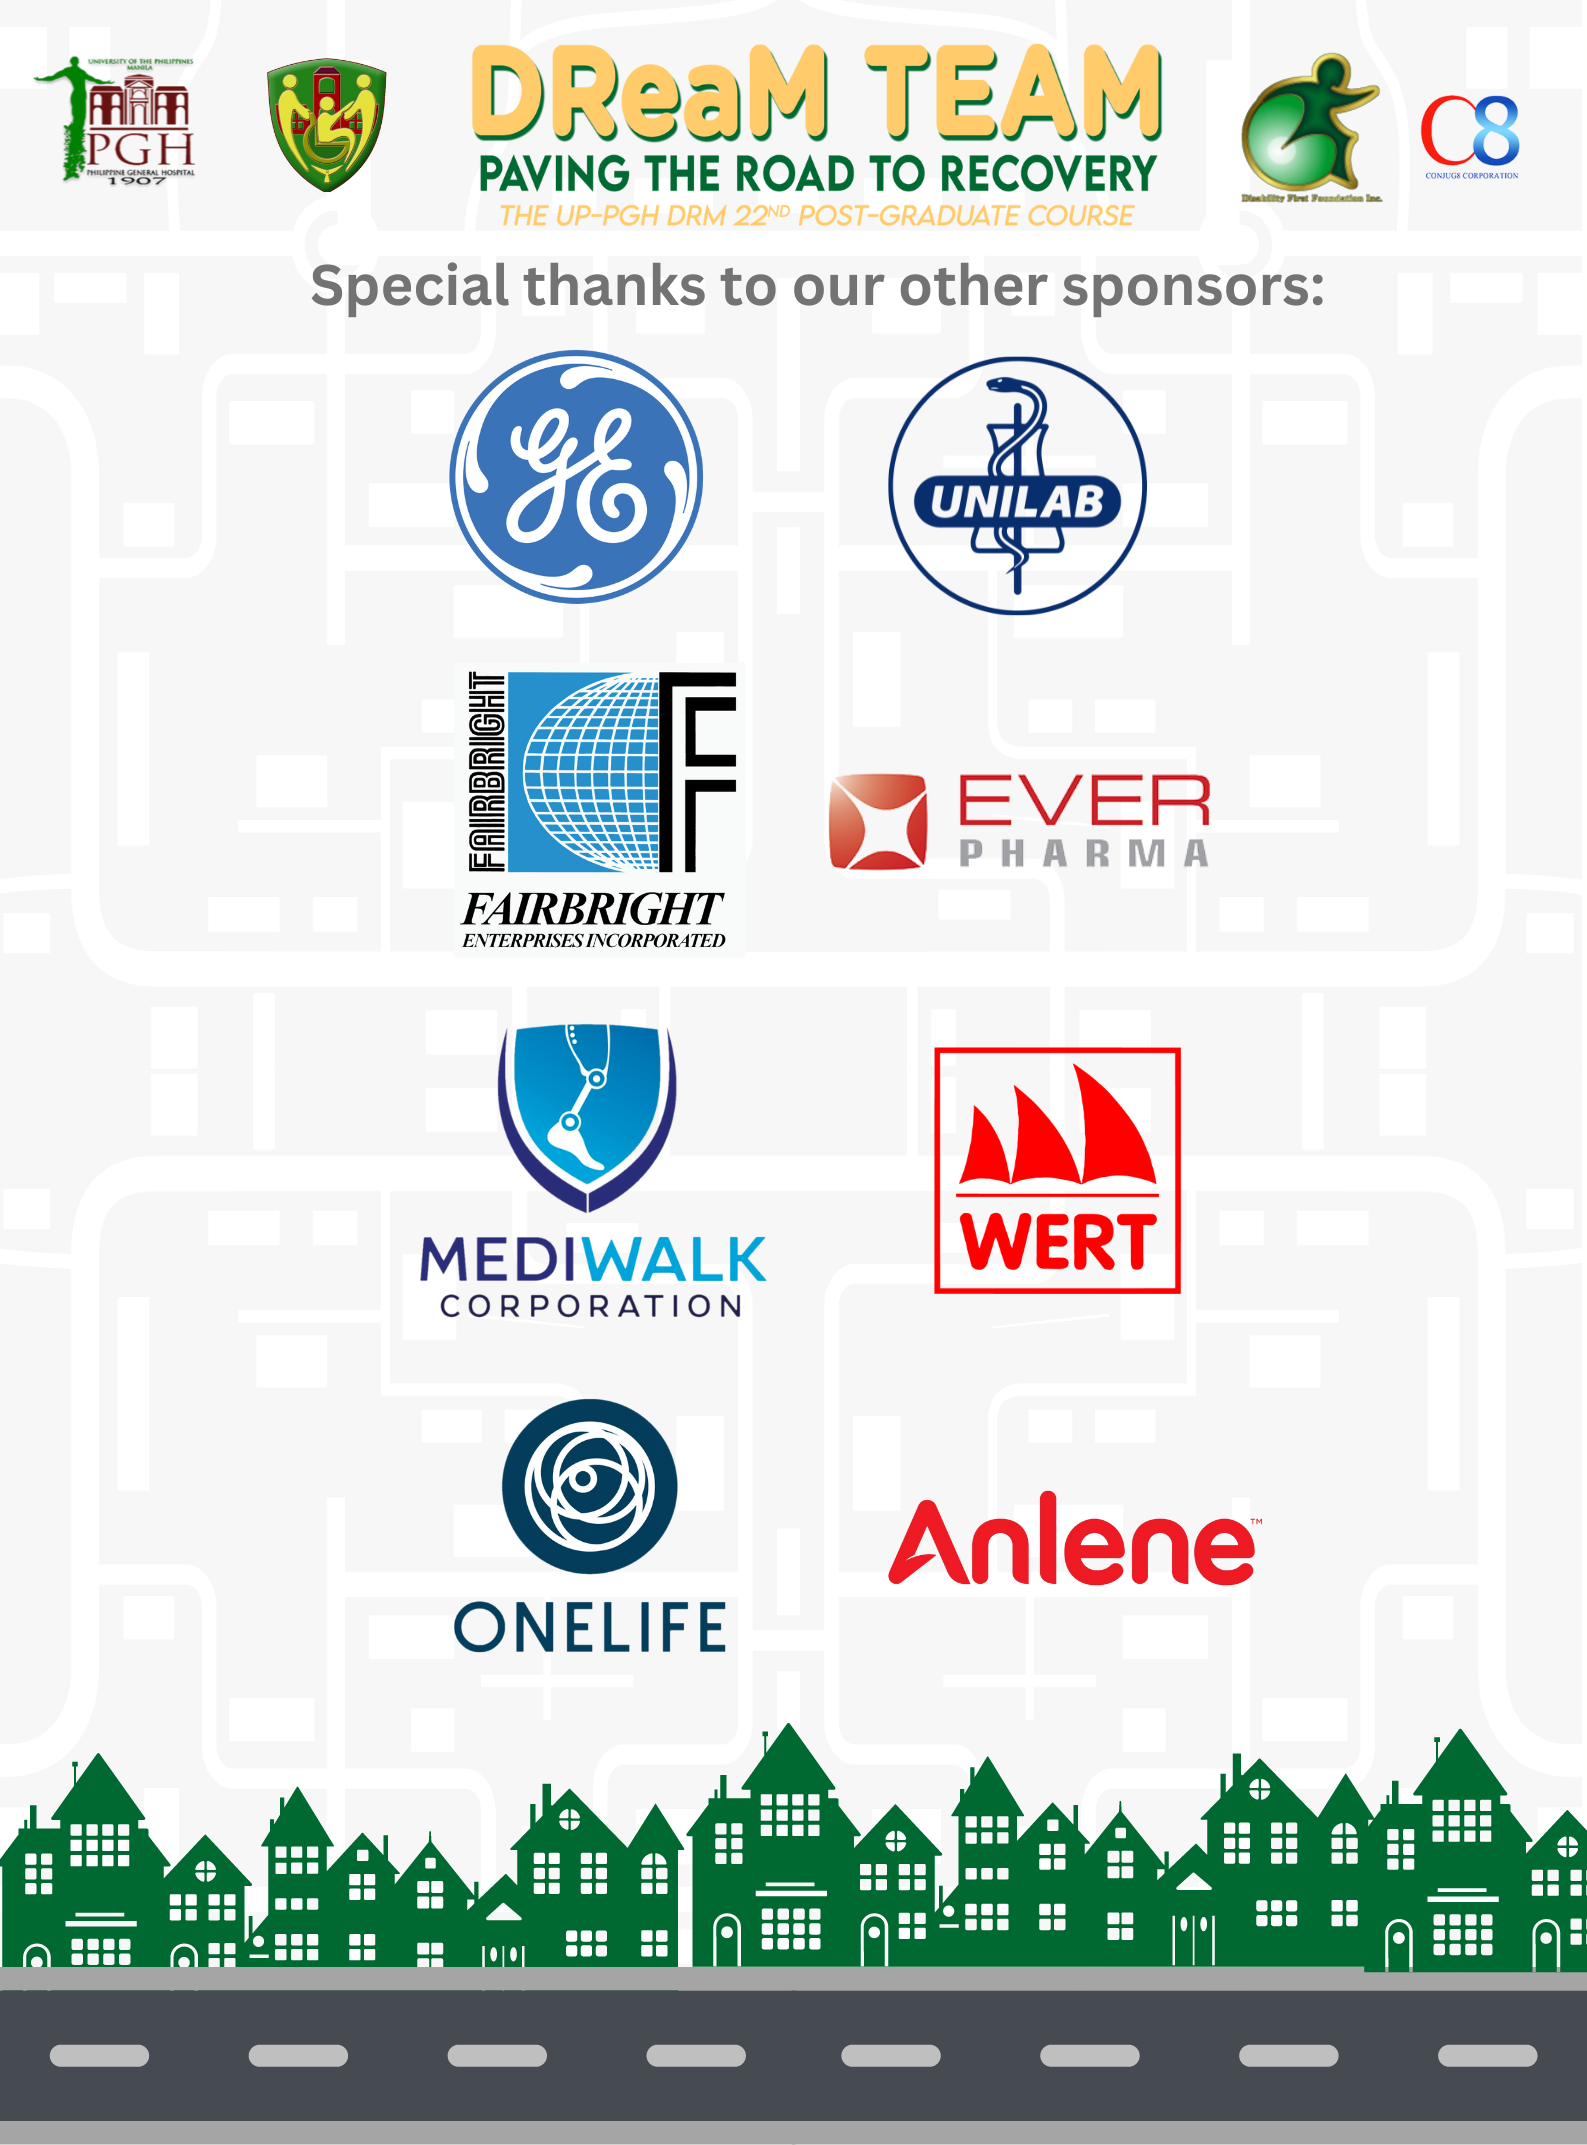 UNIVERSITY OF THE PHILIPPINES
MANILA
PGH
PHILIPPINE GENERAL HOSPITAL
1907
DReaM TEAM
PAVING THE ROAD TO RECOVERY
THE UP-PGH DRM 22ND POST-GRADUATE COURSE
Disability First Foundation Inc.
C8
CONJUG8 CORPORATION
Special thanks to our other sponsors:
GE
UNILAB
FAIRBRIGHT
F
FAIRBRIGHT
ENTERPRISES INCORPORATED
EVER
PHARMA
MEDIWALK
CORPORATION
WERT
ONELIFE
Anlene™